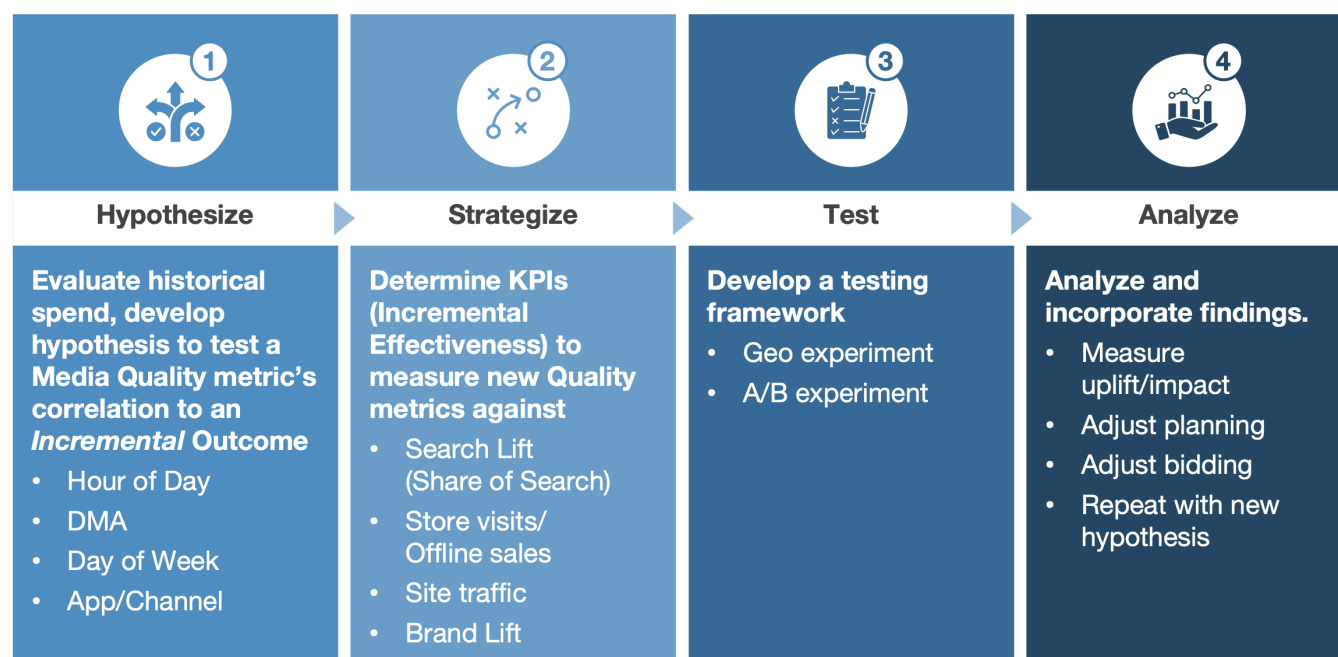 1
2
3
4
Hypothesize
Strategize
Test
Analyze
Evaluate historical
spend, develop
hypothesis to test a
Media Quality metric's
correlation to an
Incremental Outcome
• Hour of Day
• DMA
• Day of Week
• App/Channel
Determine KPIs
(Incremental
Effectiveness) to
measure new Quality
metrics against
• Search Lift
(Share of Search)
• Store visits/
Offline sales
• Site traffic
• Brand Lift
Develop a testing
framework
• Geo experiment
• A/B experiment
Analyze and
incorporate findings.
• Measure
uplift/impact
• Adjust planning
• Adjust bidding
• Repeat with new
hypothesis